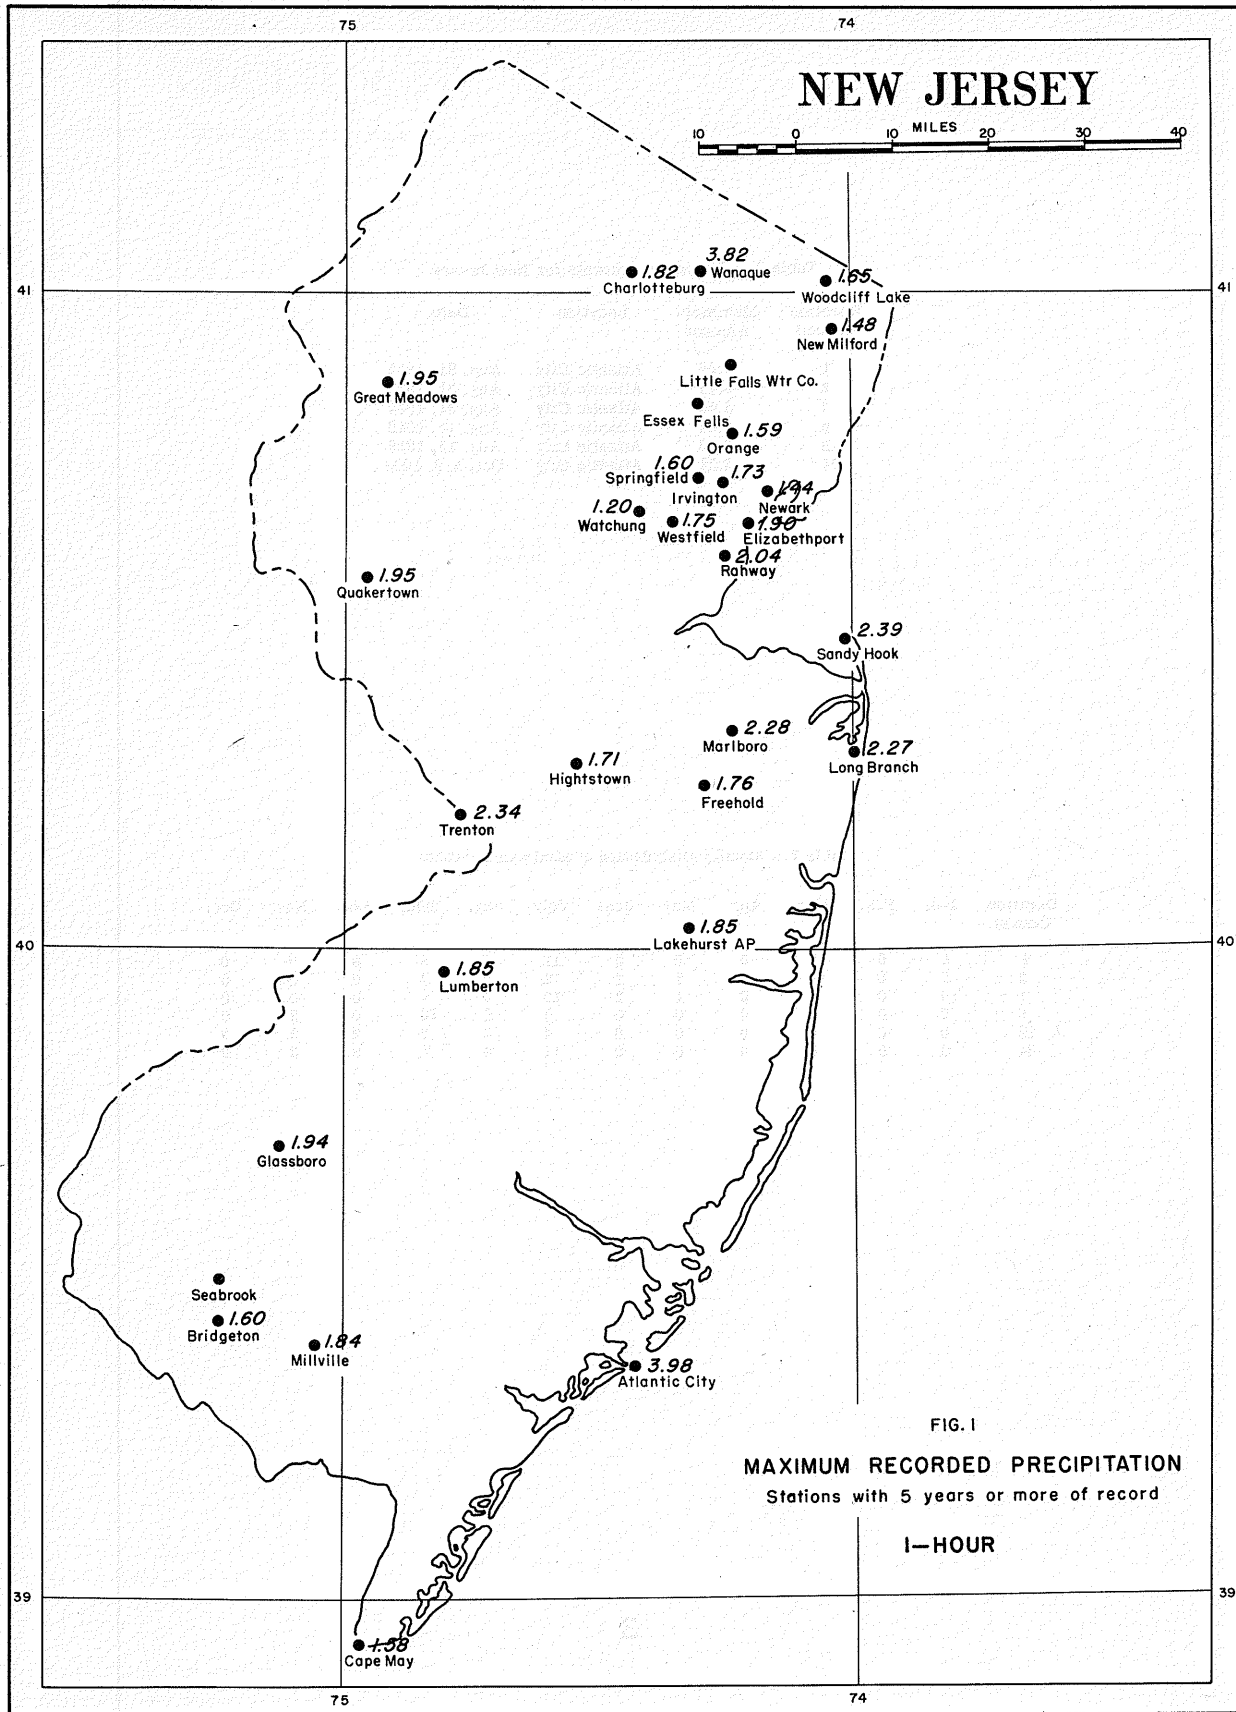 75
74
NEW JERSEY
MILES
10 0 10 20 30 40
3.82
Wanaque
1.82
Charlotteburg
1.65
Woodcliff Lake
41
41
1.48
New Milford
Little Falls Wtr Co.
1.95
Great Meadows
Essex Fells
1.59
Orange
1.60
Springfield
1.73
Irvington
1.44
Newark
1.20
Watchung
1.75
Westfield
1.90
Elizabethport
2.04
Rahway
1.95
Quakertown
2.39
Sandy Hook
2.28
Marlboro
2.27
Long Branch
1.71
Hightstown
1.76
Freehold
2.34
Trenton
1.85
Lakehurst AP
40
40
1.85
Lumberton
1.94
Glassboro
Seabrook
1.60
Bridgeton
1.84
Millville
3.98
Atlantic City
FIG. 1
MAXIMUM RECORDED PRECIPITATION
Stations with 5 years or more of record
1-HOUR
39
39
1.58
Cape May
75
74